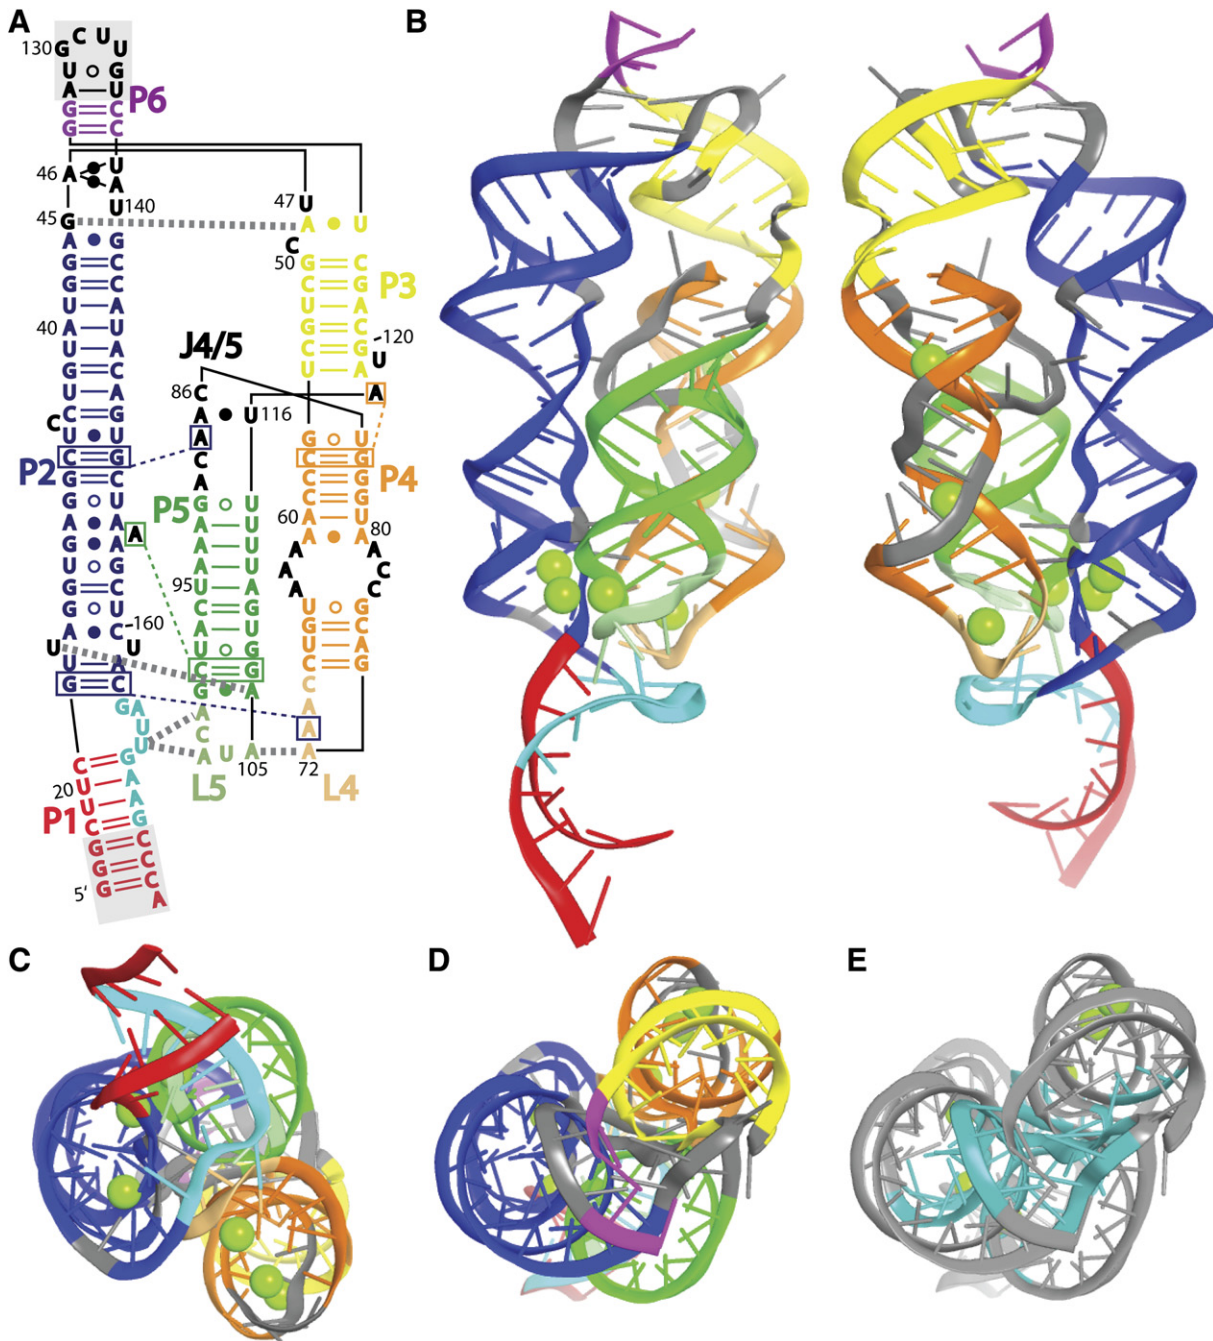 A
B
C U
130 G U
U G
A U
P6
G C
G C
46 A U
A
47 U
U 140
45 G A U
A G C
G C 50 G C
G C C G P3
U A U A
40 A U G C
U A J4/5 C G 120
G C U A U
U A 86 C A
C G A U 116
C
U U A G U
P2 C G C C G P4
G C A C G
G U P5 G U C G
A A A U 60 A U
A
G A A U A A 80
U G A U A A
A C
G C 95 U A A C
G U C G U G
A C A U G C
U 160 U U G U A
U A C G C G
G C G A C
G A A A
U C A
U A U A A
105 72
L5 L4
C G
20 U A
P1 U A
U G
C C
G C
G C
5' G A
C
D
E